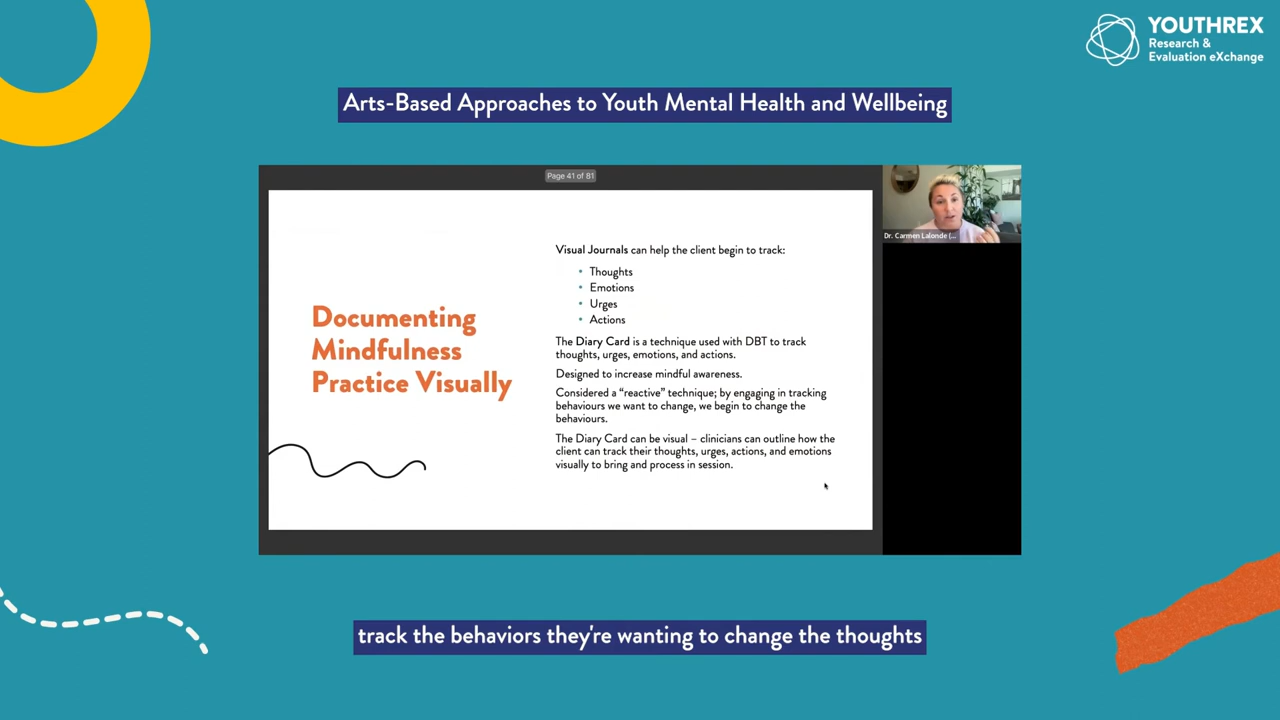 YOUTHREX
Research &
Evaluation eXchange
Arts-Based Approaches to Youth Mental Health and Wellbeing
Page 41 of 81
Dr. Carmen Lalonde (...
Documenting
Mindfulness
Practice Visually
Visual Journals can help the client begin to track:
• Thoughts
• Emotions
• Urges
• Actions
The Diary Card is a technique used with DBT to track
thoughts, urges, emotions, and actions.
Designed to increase mindful awareness.
Considered a “reactive” technique; by engaging in tracking
behaviours we want to change, we begin to change the
behaviours.
The Diary Card can be visual – clinicians can outline how the
client can track their thoughts, urges, actions, and emotions
visually to bring and process in session.
track the behaviors they're wanting to change the thoughts